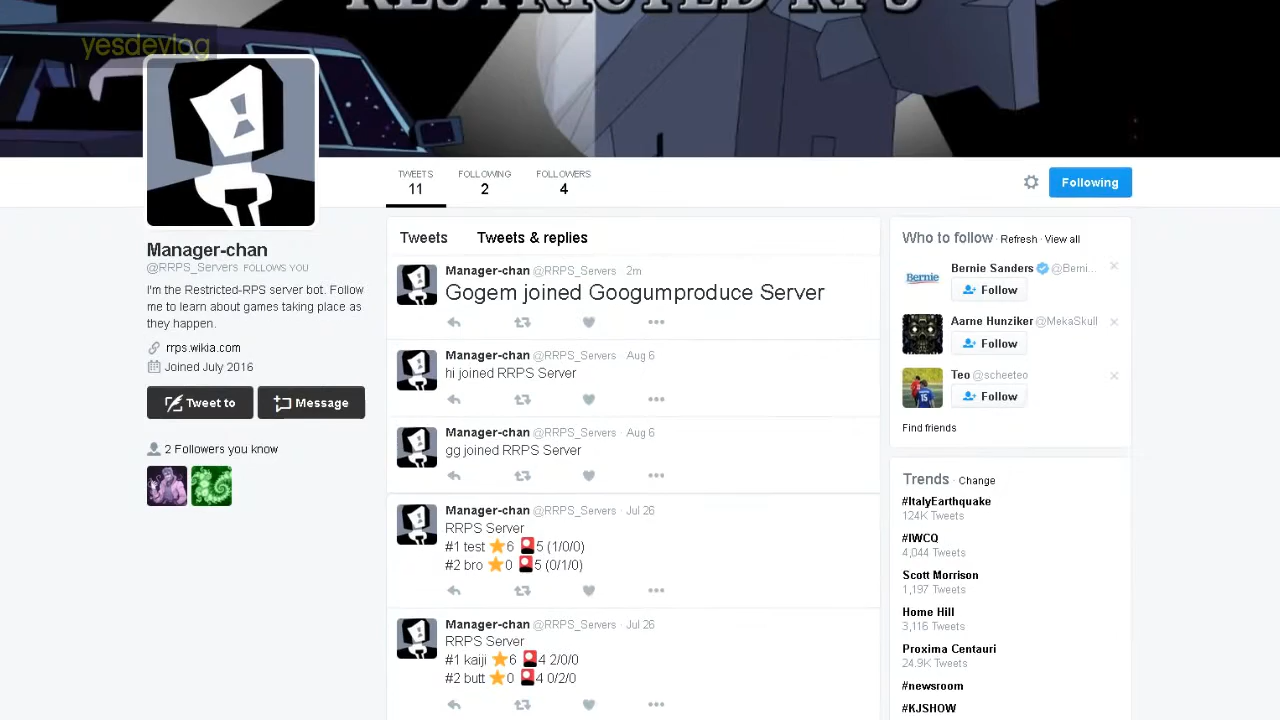 RESTRICTED RPS
yesdevlog
TWEETS
11
FOLLOWING
2
FOLLOWERS
4
Following
Manager-chan
@RRPS_Servers FOLLOWS YOU
I'm the Restricted-RPS server bot. Follow
me to learn about games taking place as
they happen.
rrps.wikia.com
Joined July 2016
Tweet to
Message
2 Followers you know
Tweets
Tweets & replies
Manager-chan @RRPS_Servers · 2m
Gogem joined Googumproduce Server
Manager-chan @RRPS_Servers · Aug 6
hi joined RRPS Server
Manager-chan @RRPS_Servers · Aug 6
gg joined RRPS Server
Manager-chan @RRPS_Servers · Jul 26
RRPS Server
#1 test ⭐6 🎴5 (1/0/0)
#2 bro ⭐0 🎴5 (0/1/0)
Manager-chan @RRPS_Servers · Jul 26
RRPS Server
#1 kaiji ⭐6 🎴4 2/0/0
#2 butt ⭐0 🎴4 0/2/0
Who to follow · Refresh · View all
Bernie
Bernie Sanders @Berni...
Follow
Aarne Hunziker @MekaSkull
Follow
15
Teo @scheeteo
Follow
Find friends
Trends · Change
#ItalyEarthquake
124K Tweets
#IWCQ
4,044 Tweets
Scott Morrison
1,197 Tweets
Home Hill
3,116 Tweets
Proxima Centauri
24.9K Tweets
#newsroom
#KJSHOW